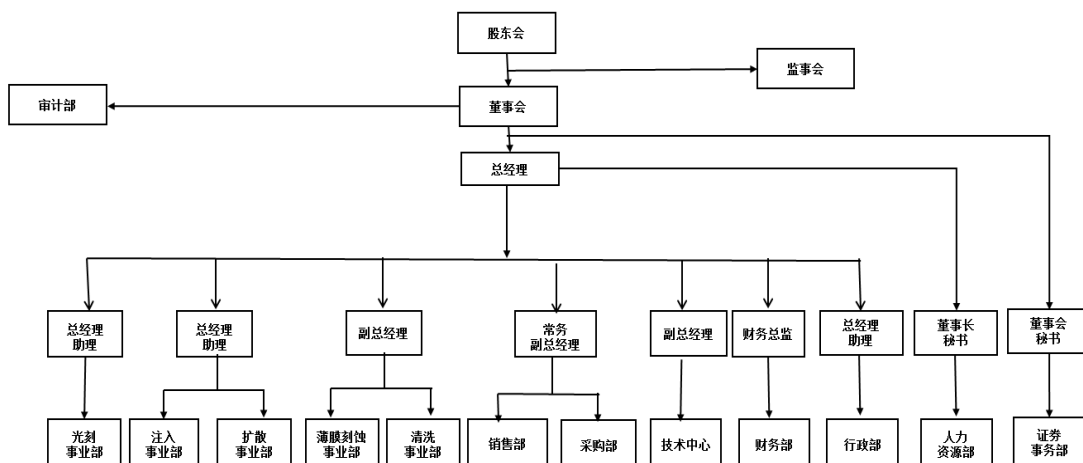 股东会
监事会
审计部
董事会
总经理
总经理
助理
总经理
助理
副总经理
常务
副总经理
副总经理
财务总监
总经理
助理
董事长
秘书
董事会
秘书
光刻
事业部
注入
事业部
扩散
事业部
薄膜刻蚀
事业部
清洗
事业部
销售部
采购部
技术中心
财务部
行政部
人力
资源部
证券
事务部